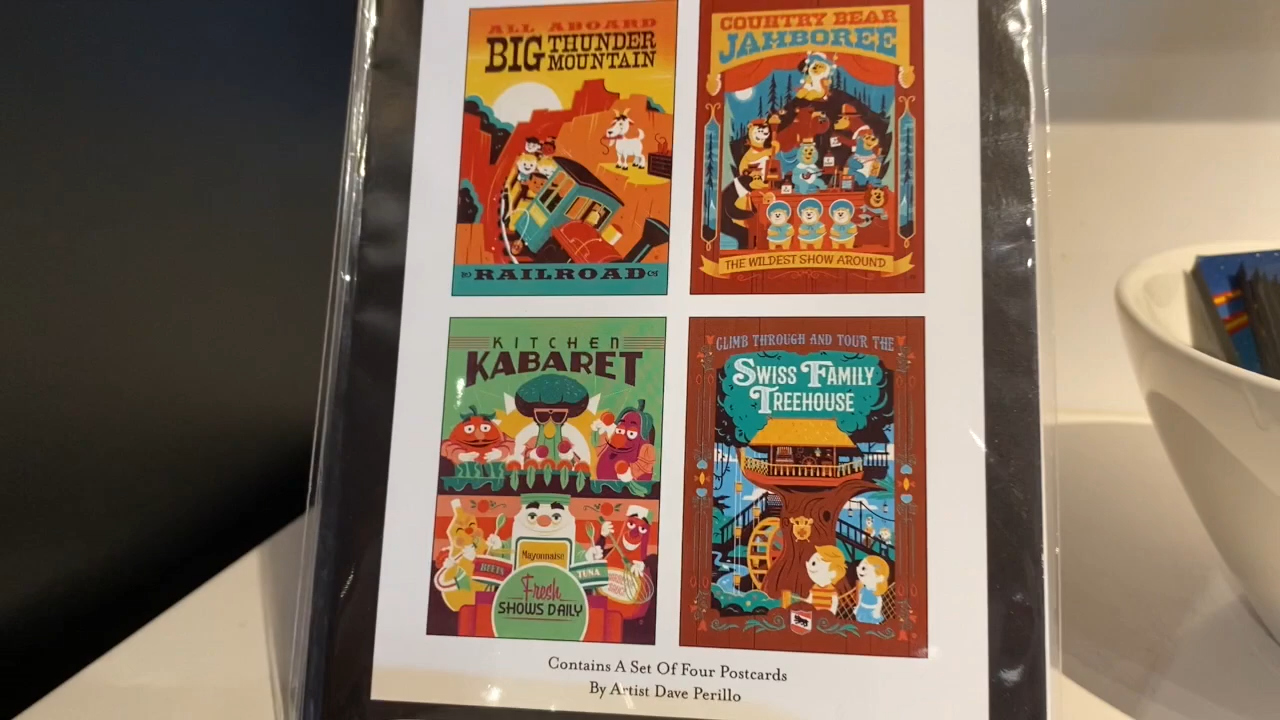 ALL ABOARD
BIG THUNDER
MOUNTAIN
RAILROAD
COUNTRY BEAR
JAMBOREE
THE WILDEST SHOW AROUND
KITCHEN
KABARET
Mayonnaise
BEETS
TUNA
Fresh
SHOWS DAILY
CLIMB THROUGH AND TOUR THE
SWISS FAMILY
TREEHOUSE
Contains A Set Of Four Postcards
By Artist Dave Perillo